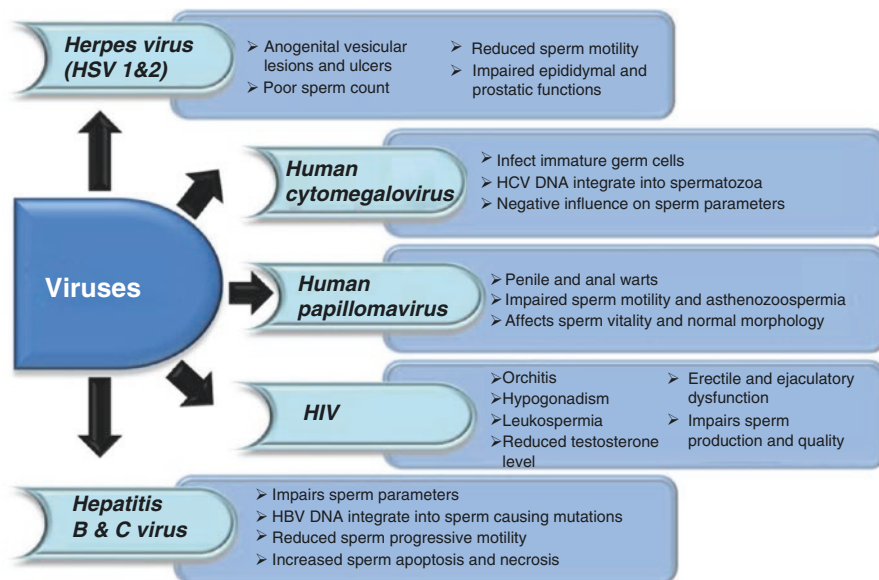 Herpes virus
(HSV 1&2)
➢ Anogenital vesicular
lesions and ulcers
➢ Poor sperm count
➢ Reduced sperm motility
➢ Impaired epididymal and
prostatic functions
Human
cytomegalovirus
➢ Infect immature germ cells
➢ HCV DNA integrate into spermatozoa
➢ Negative influence on sperm parameters
Viruses
Human
papillomavirus
➢ Penile and anal warts
➢ Impaired sperm motility and asthenozoospermia
➢ Affects sperm vitality and normal morphology
HIV
➢Orchitis
➢Hypogonadism
➢Leukospermia
➢Reduced testosterone
level
➢ Erectile and ejaculatory
dysfunction
➢ Impairs sperm
production and quality
Hepatitis
B & C virus
➢ Impairs sperm parameters
➢ HBV DNA integrate into sperm causing mutations
➢ Reduced sperm progressive motility
➢ Increased sperm apoptosis and necrosis